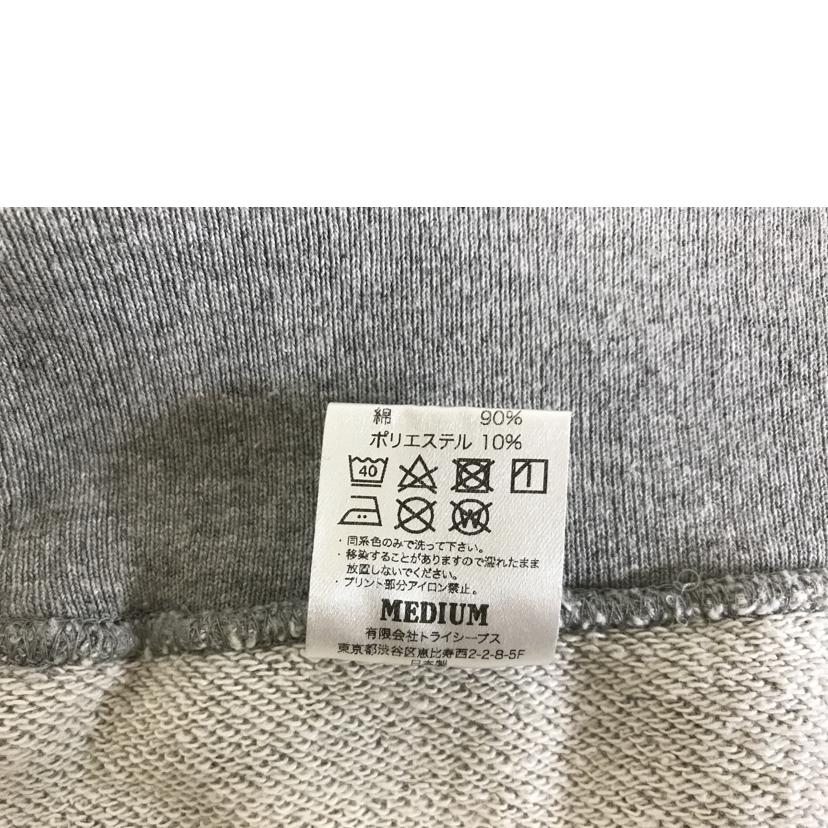 綿 90%
ポリエステル 10%
40
W
・同系色のみで洗って下さい。
・移染することがありますので濡れたまま
放置しないでください。
・プリント部分アイロン禁止。
MEDIUM
有限会社トライシープス
東京都渋谷区恵比寿西2-2-8-5F
日本製